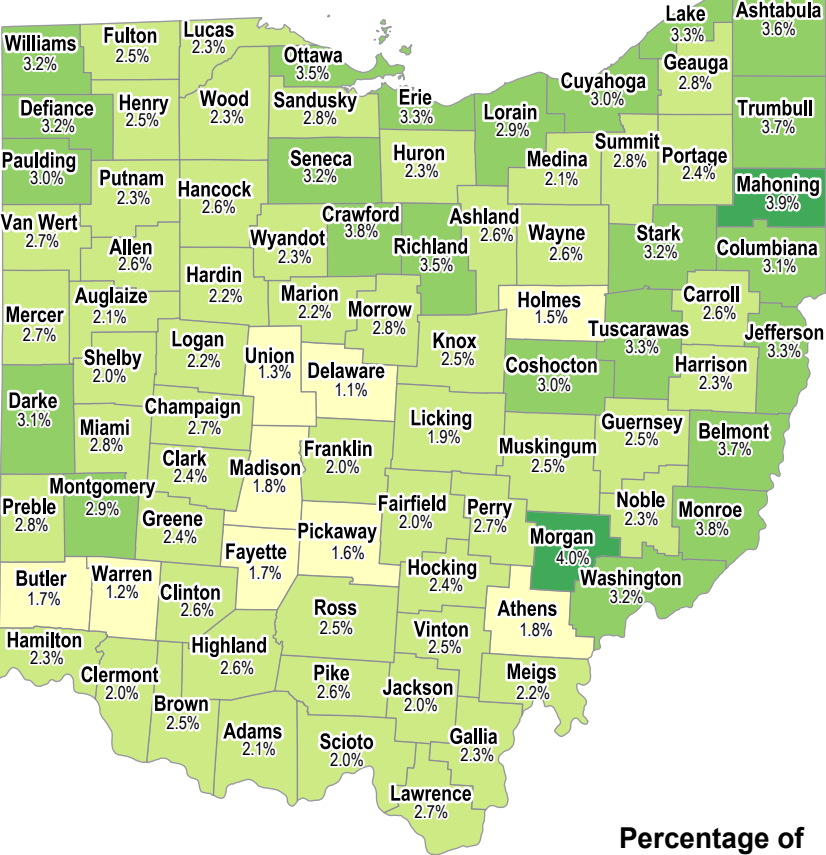 Lake
3.3%
Ashtabula
3.6%
Williams
3.2%
Fulton
2.5%
Lucas
2.3%
Ottawa
3.5%
Geauga
2.8%
Cuyahoga
3.0%
Defiance
3.2%
Henry
2.5%
Wood
2.3%
Sandusky
2.8%
Erie
3.3%
Lorain
2.9%
Trumbull
3.7%
Paulding
3.0%
Putnam
2.3%
Hancock
2.6%
Seneca
3.2%
Huron
2.3%
Medina
2.1%
Summit
2.8%
Portage
2.4%
Mahoning
3.9%
Van Wert
2.7%
Allen
2.6%
Wyandot
2.3%
Crawford
3.8%
Richland
3.5%
Ashland
2.6%
Wayne
2.6%
Stark
3.2%
Columbiana
3.1%
Mercer
2.7%
Auglaize
2.1%
Hardin
2.2%
Marion
2.2%
Morrow
2.8%
Holmes
1.5%
Carroll
2.6%
Tuscarawas
3.3%
Jefferson
3.3%
Shelby
2.0%
Logan
2.2%
Union
1.3%
Delaware
1.1%
Knox
2.5%
Coshocton
3.0%
Harrison
2.3%
Darke
3.1%
Miami
2.8%
Champaign
2.7%
Licking
1.9%
Muskingum
2.5%
Guernsey
2.5%
Belmont
3.7%
Clark
2.4%
Madison
1.8%
Franklin
2.0%
Preble
2.8%
Montgomery
2.9%
Greene
2.4%
Pickaway
1.6%
Fairfield
2.0%
Perry
2.7%
Noble
2.3%
Monroe
3.8%
Morgan
4.0%
Butler
1.7%
Warren
1.2%
Clinton
2.6%
Fayette
1.7%
Hocking
2.4%
Washington
3.2%
Ross
2.5%
Athens
1.8%
Hamilton
2.3%
Clermont
2.0%
Highland
2.6%
Vinton
2.5%
Brown
2.5%
Pike
2.6%
Jackson
2.0%
Meigs
2.2%
Adams
2.1%
Scioto
2.0%
Gallia
2.3%
Lawrence
2.7%
Percentage of